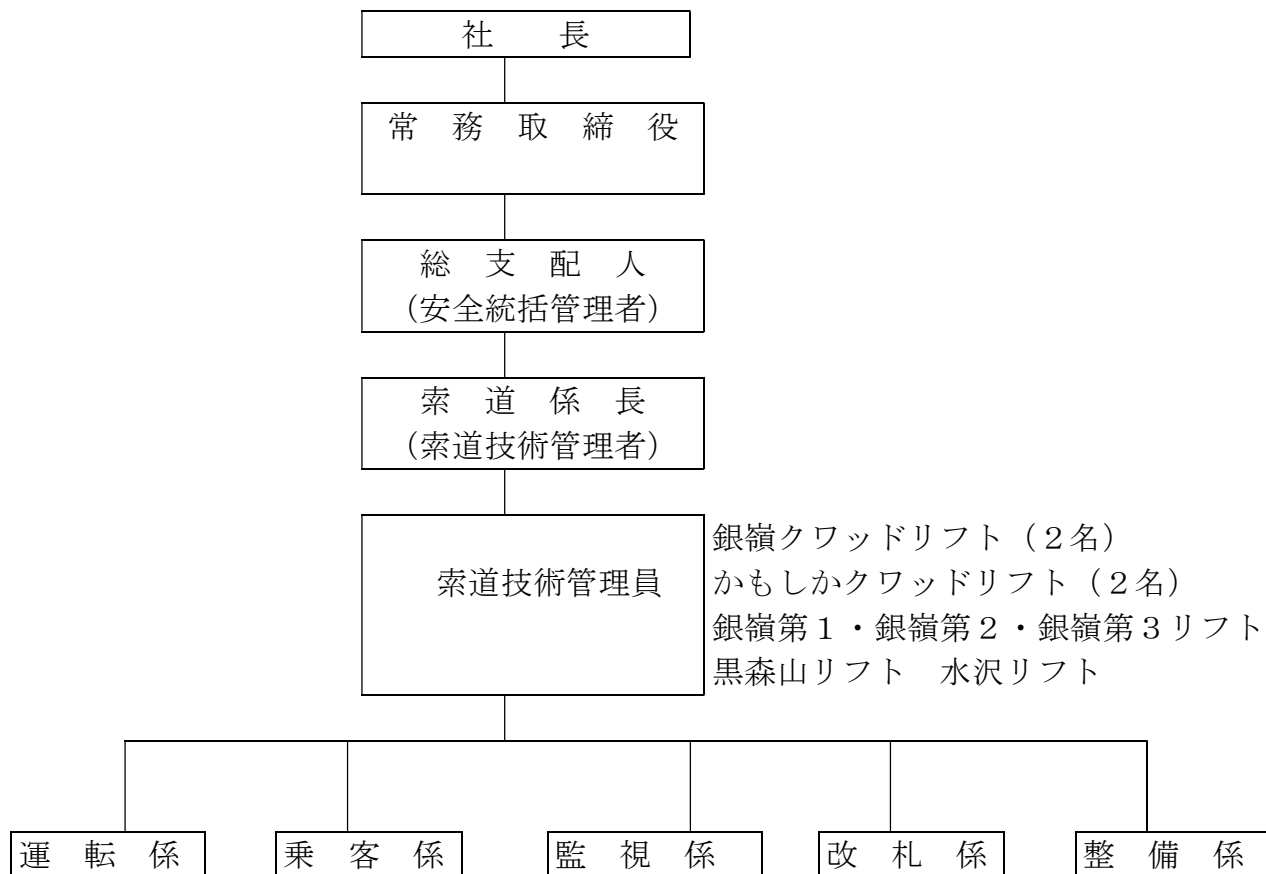 社　長
常　務　取　締　役
総　支　配　人
(安全統括管理者)
索　道　係　長
(索道技術管理者)
索道技術管理員
銀嶺クワッドリフト（２名）
かもしかクワッドリフト（２名）
銀嶺第１・銀嶺第２・銀嶺第３リフト
黒森山リフト　水沢リフト
運　転　係　乗　客　係　監　視　係　改　札　係　整　備　係